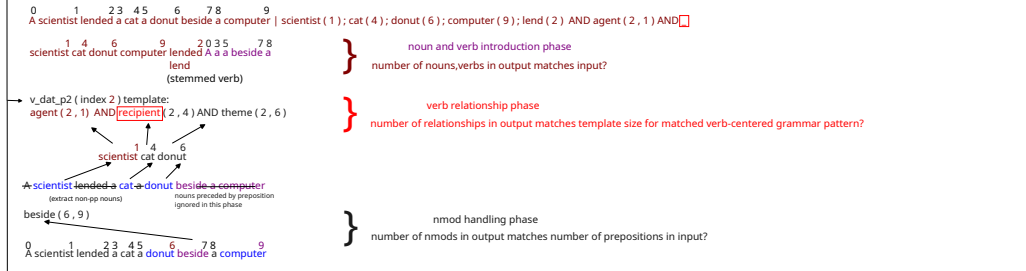 0 1 2 3 4 5 6 7 8 9
A scientist lended a cat a donut beside a computer | scientist ( 1 ) ; cat ( 4 ) ; donut ( 6 ) ; computer ( 9 ) ; lend ( 2 ) AND agent ( 2 , 1 ) AND _
1 4 6 9 2 0 3 5 7 8
scientist cat donut computer lended A a a beside a
lend
(stemmed verb)
noun and verb introduction phase
number of nouns,verbs in output matches input?
v_dat_p2 ( index 2 ) template:
agent ( 2 , 1) AND recipient ( 2 , 4 ) AND theme ( 2 , 6 )
verb relationship phase
number of relationships in output matches template size for matched verb-centered grammar pattern?
1 4 6
scientist cat donut
A scientist lended a cat a donut beside a computer
(extract non-pp nouns)
nouns preceded by preposition
ignored in this phase
beside ( 6 , 9 )
nmod handling phase
number of nmods in output matches number of prepositions in input?
0 1 2 3 4 5 6 7 8 9
A scientist lended a cat a donut beside a computer